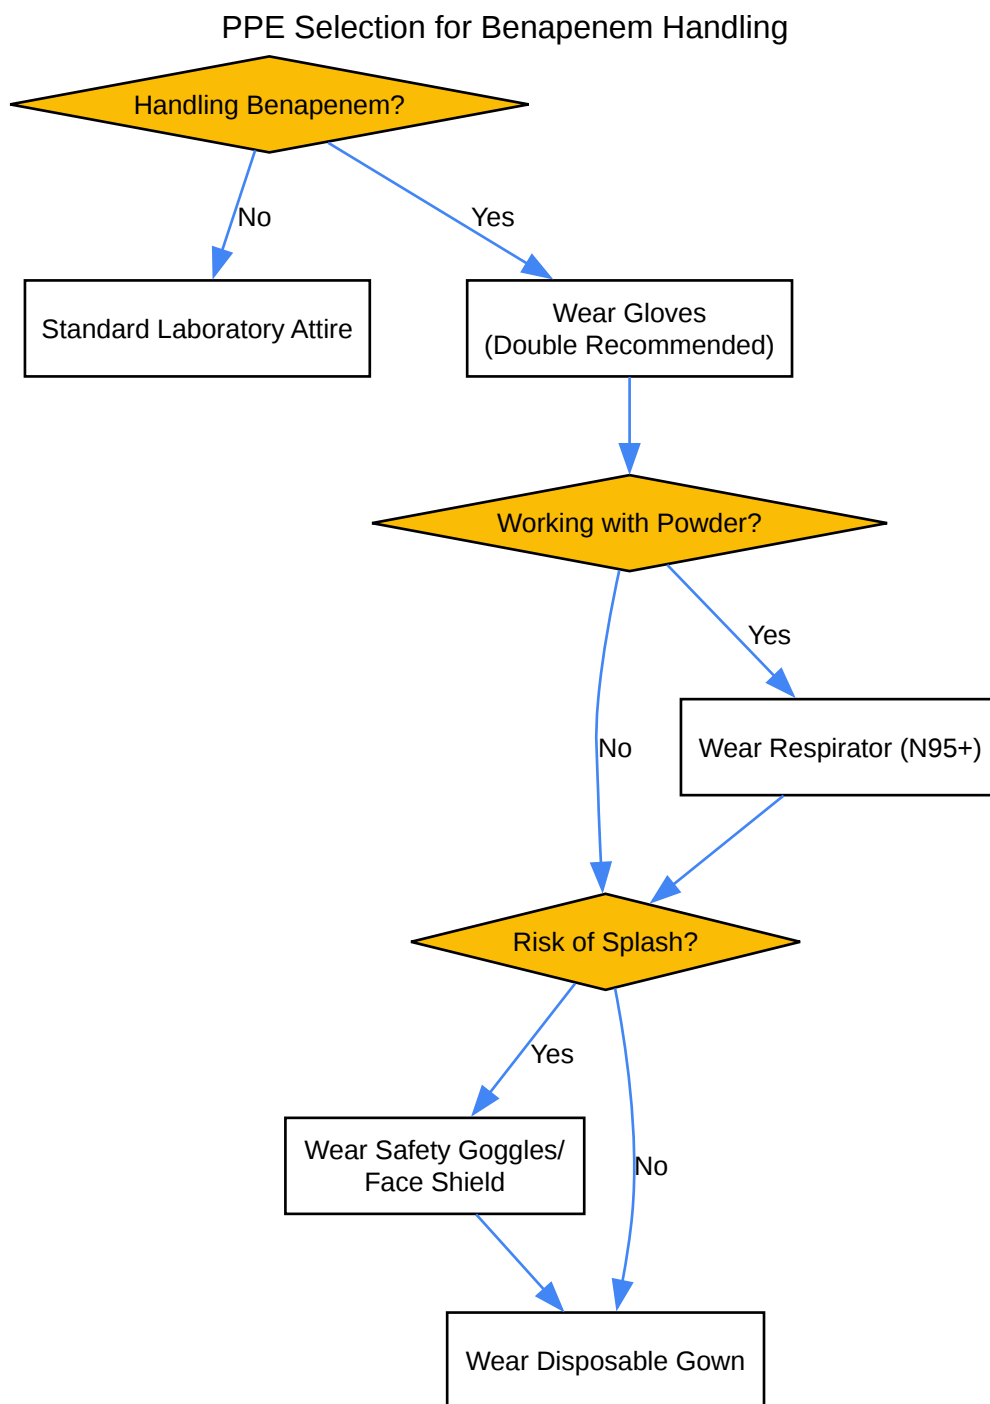 PPE Selection for Benapenem Handling
Handling Benapenem?
No
Yes
Standard Laboratory Attire
Wear Gloves
(Double Recommended)
Working with Powder?
Yes
No
Wear Respirator (N95+)
Risk of Splash?
Yes
Wear Safety Goggles/
Face Shield
No
Wear Disposable Gown